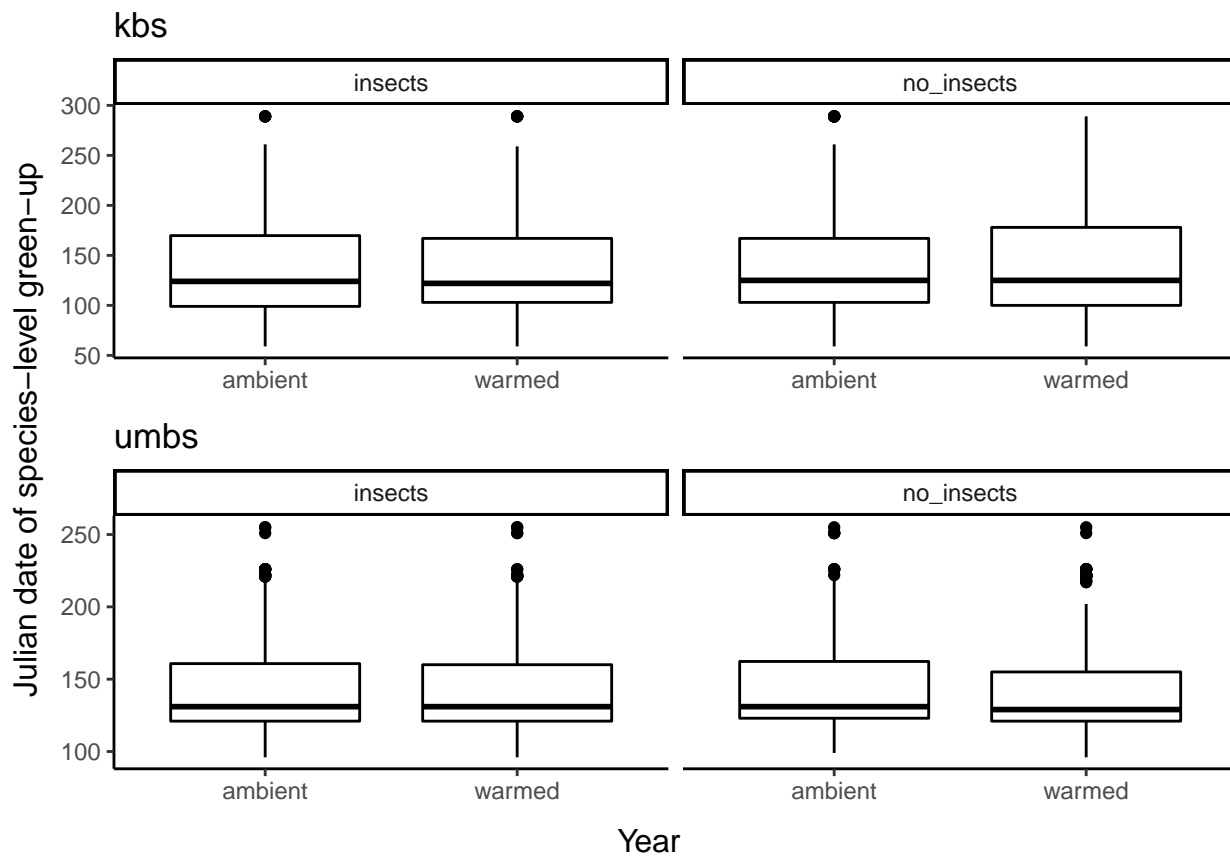 kbs
insects no_insects
300
250
200
150
100
50
ambient warmed ambient warmed
Julian date of species−level green−up
umbs
insects no_insects
250
200
150
100
ambient warmed ambient warmed
Year